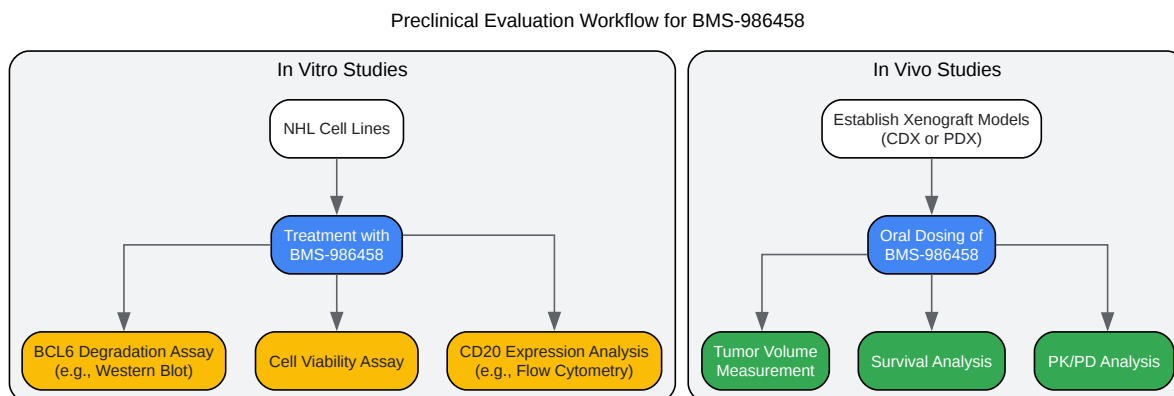 Preclinical Evaluation Workflow for BMS-986458
In Vitro Studies
NHL Cell Lines
Treatment with
BMS-986458
BCL6 Degradation Assay
(e.g., Western Blot)
Cell Viability Assay
CD20 Expression Analysis
(e.g., Flow Cytometry)
In Vivo Studies
Establish Xenograft Models
(CDX or PDX)
Oral Dosing of
BMS-986458
Tumor Volume
Measurement
Survival Analysis
PK/PD Analysis